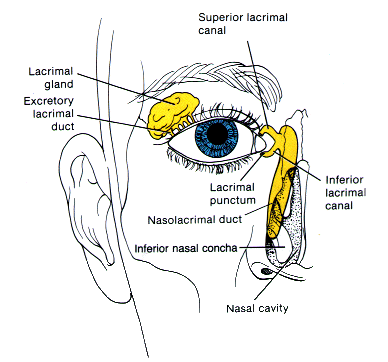 Superior lacrimal
canal
Lacrimal
gland
Excretory
lacrimal
duct
Lacrimal
punctum
Inferior
lacrimal
canal
Nasolacrimal duct
Inferior nasal concha
Nasal cavity